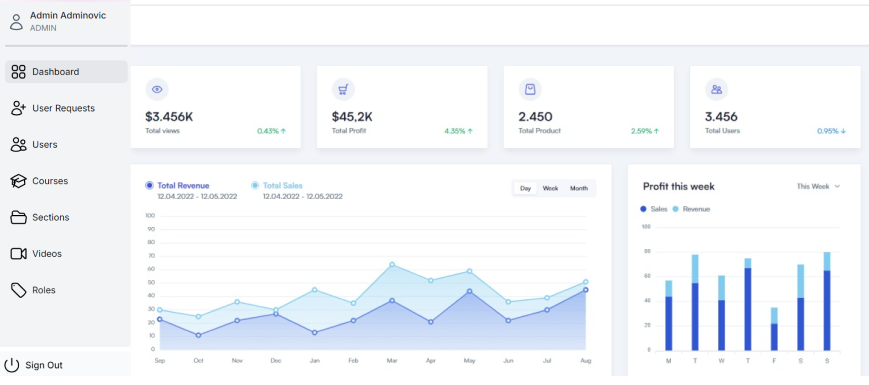 Admin Adminovic
ADMIN
Dashboard
User Requests
Users
Courses
Sections
Videos
Roles
Sign Out
$3.456K
Total views 0.43% ↑
$45,2K
Total Profit 4.35% ↑
2.450
Total Product 2.59% ↑
3.456
Total Users 0.95% ↓
Total Revenue
12.04.2022 - 12.05.2022
Total Sales
12.04.2022 - 12.05.2022
Day Week Month
100
90
80
70
60
50
40
30
20
10
0
Sep Oct Nov Dec Jan Feb Mar Apr May Jun Jul Aug
Profit this week This Week
Sales Revenue
100
80
60
40
20
0
M T W T F S S